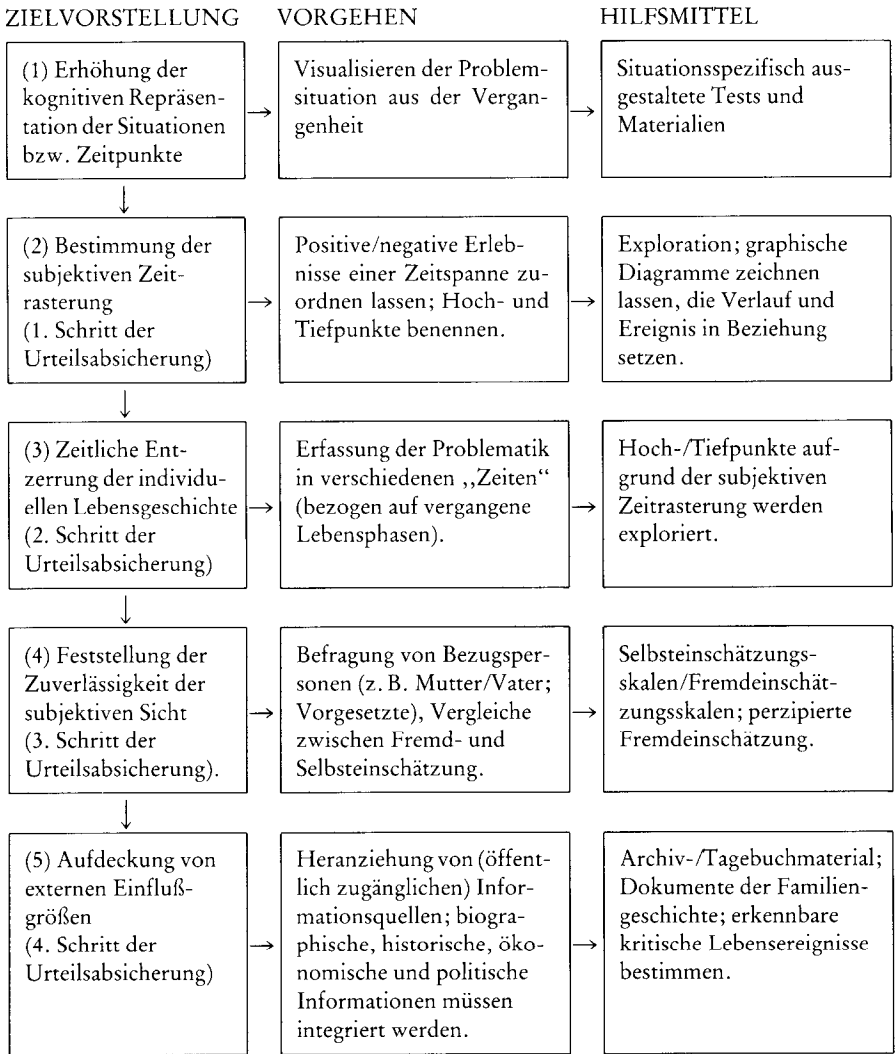 ZIELVORSTELLUNG VORGEHEN HILFSMITTEL
(1) Erhöhung der
kognitiven Repräsen-
tation der Situationen
bzw. Zeitpunkte
Visualisieren der Problem-
situation aus der Vergan-
genheit
Situationsspezifisch aus-
gestaltete Tests und
Materialien
(2) Bestimmung der
subjektiven Zeit-
rasterung
(1. Schritt der
Urteilsabsicherung)
Positive/negative Erleb-
nisse einer Zeitspanne zu-
ordnen lassen; Hoch- und
Tiefpunkte benennen.
Exploration; graphische
Diagramme zeichnen
lassen, die Verlauf und
Ereignis in Beziehung
setzen.
(3) Zeitliche Ent-
zerrung der individu-
ellen Lebensgeschichte
(2. Schritt der
Urteilsabsicherung)
Erfassung der Problematik
in verschiedenen ,,Zeiten“
(bezogen auf vergangene
Lebensphasen).
Hoch-/Tiefpunkte auf-
grund der subjektiven
Zeitrasterung werden
exploriert.
(4) Feststellung der
Zuverlässigkeit der
subjektiven Sicht
(3. Schritt der
Urteilsabsicherung).
Befragung von Bezugsper-
sonen (z. B. Mutter/Vater;
Vorgesetzte), Vergleiche
zwischen Fremd- und
Selbsteinschätzung.
Selbsteinschätzungs-
skalen/Fremdeinschät-
zungsskalen; perzipierte
Fremdeinschätzung.
(5) Aufdeckung von
externen Einfluß-
größen
(4. Schritt der
Urteilsabsicherung)
Heranziehung von (öffent-
lich zugänglichen) Infor-
mationsquellen; biogra-
phische, historische, öko-
nomische und politische
Informationen müssen
integriert werden.
Archiv-/Tagebuchmaterial;
Dokumente der Familien-
geschichte; erkennbare
kritische Lebensereignisse
bestimmen.